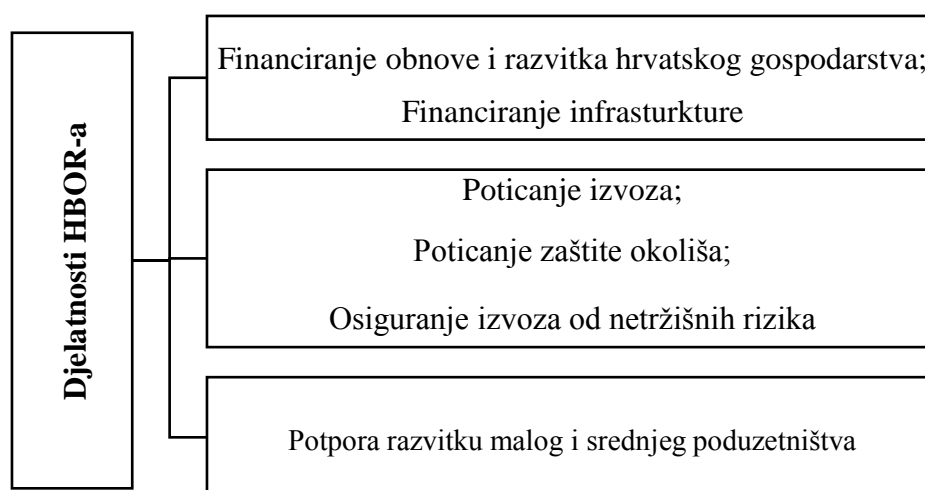 Djelatnosti HBOR-a
Financiranje obnove i razvitka hrvatskog gospodarstva;
Financiranje infrasturkture
Poticanje izvoza;
Poticanje zaštite okoliša;
Osiguranje izvoza od netržišnih rizika
Potpora razvitku malog i srednjeg poduzetništva